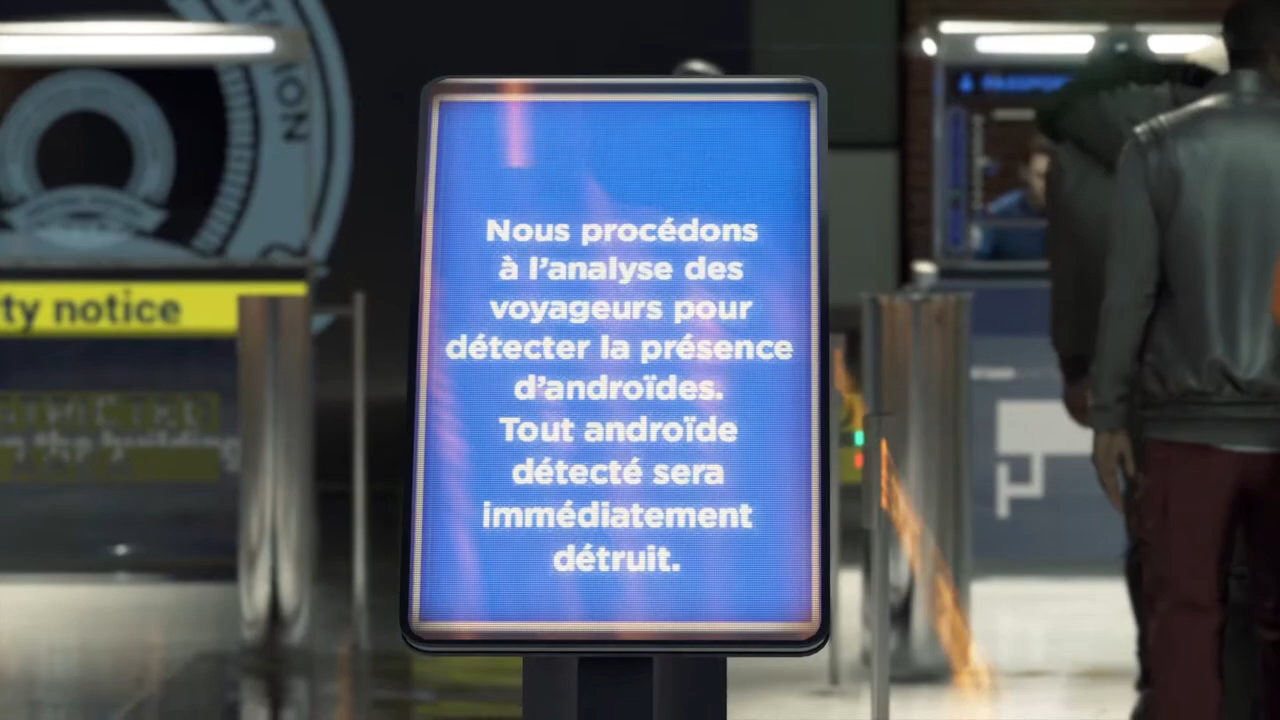 Nous procédons
à l'analyse des
voyageurs pour
détecter la présence
d'androïdes.
Tout androïde
détecté sera
immédiatement
détruit.
ty notice